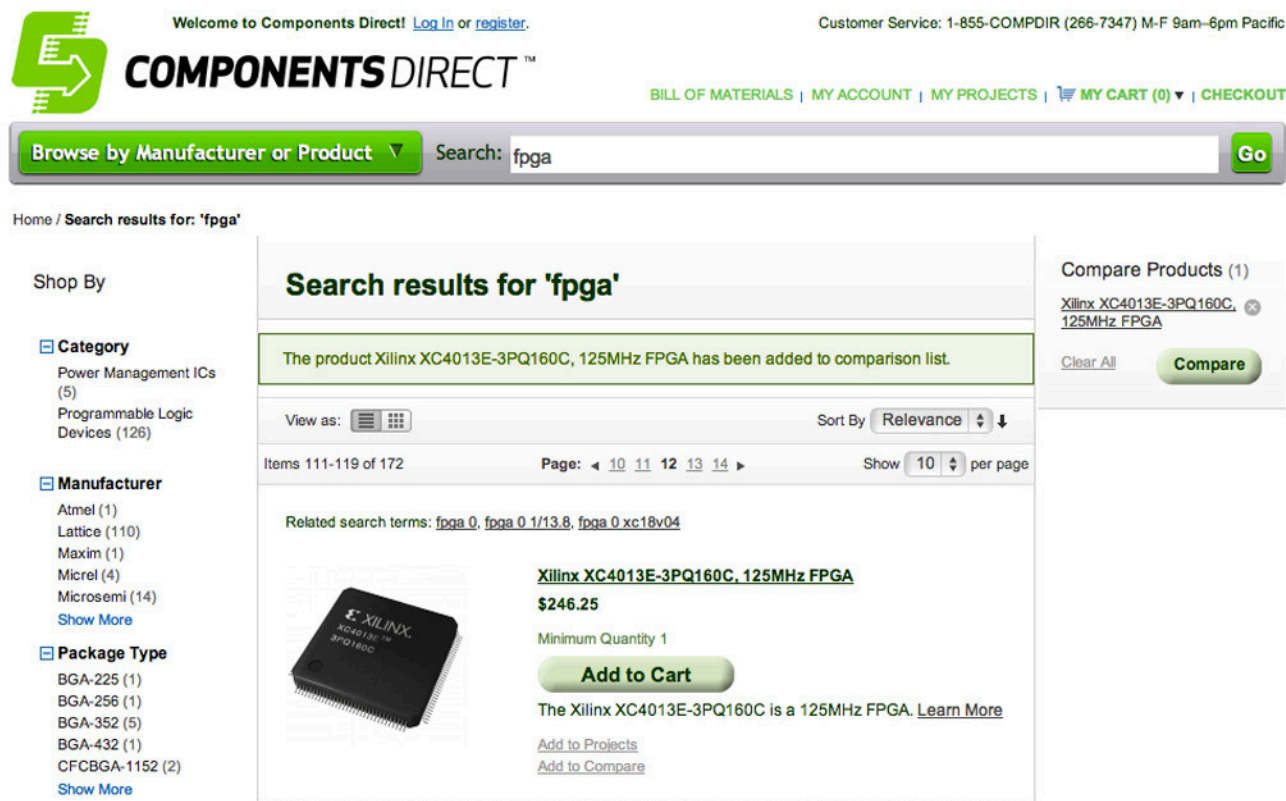 Welcome to Components Direct! Log In or register.
Customer Service: 1-855-COMPDIR (266-7347) M-F 9am–6pm Pacific
COMPONENTS DIRECT™
BILL OF MATERIALS | MY ACCOUNT | MY PROJECTS | MY CART (0) ▼ | CHECKOUT
Browse by Manufacturer or Product ▼ Search: fpga Go
Home / Search results for: 'fpga'
Shop By
Category
Power Management ICs
(5)
Programmable Logic
Devices (126)
Manufacturer
Atmel (1)
Lattice (110)
Maxim (1)
Micrel (4)
Microsemi (14)
Show More
Package Type
BGA-225 (1)
BGA-256 (1)
BGA-352 (5)
BGA-432 (1)
CFCBGA-1152 (2)
Show More
Search results for 'fpga'
The product Xilinx XC4013E-3PQ160C, 125MHz FPGA has been added to comparison list.
View as:
Sort By Relevance
Items 111-119 of 172
Page: 10 11 12 13 14
Show 10 per page
Related search terms: fpga 0, fpga 0 1/13.8, fpga 0 xc18v04
XILINX
XC4013E™
3PQ160C
Xilinx XC4013E-3PQ160C, 125MHz FPGA
$246.25
Minimum Quantity 1
Add to Cart
The Xilinx XC4013E-3PQ160C is a 125MHz FPGA. Learn More
Add to Projects
Add to Compare
Compare Products (1)
Xilinx XC4013E-3PQ160C,
125MHz FPGA
Clear All
Compare